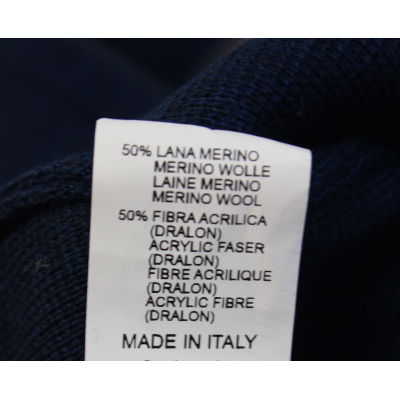 50% LANA MERINO
MERINO WOLLE
LAINE MERINO
MERINO WOOL
50% FIBRA ACRILICA
(DRALON)
ACRYLIC FASER
(DRALON)
FIBRE ACRILIQUE
(DRALON)
ACRYLIC FIBRE
(DRALON)
MADE IN ITALY